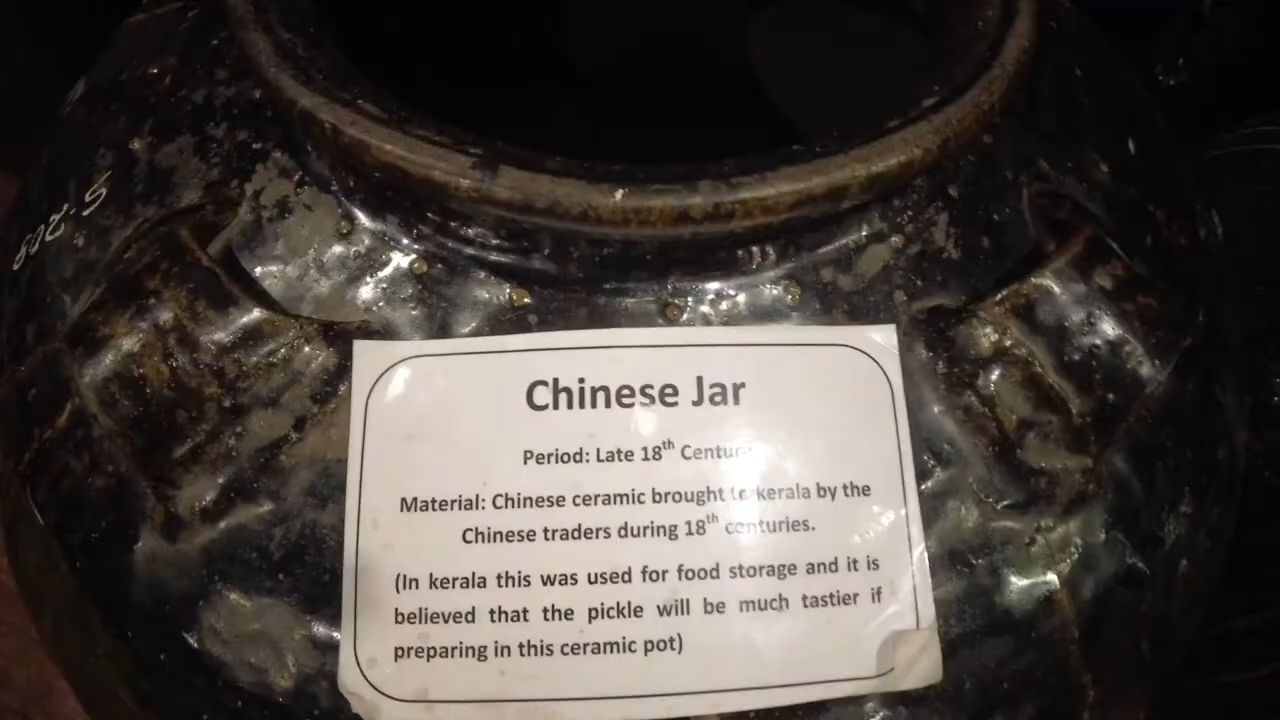 S-208
Chinese Jar
Period: Late 18th Century
Material: Chinese ceramic brought to kerala by the
Chinese traders during 18th centuries.
(In kerala this was used for food storage and it is
believed that the pickle will be much tastier if
preparing in this ceramic pot)